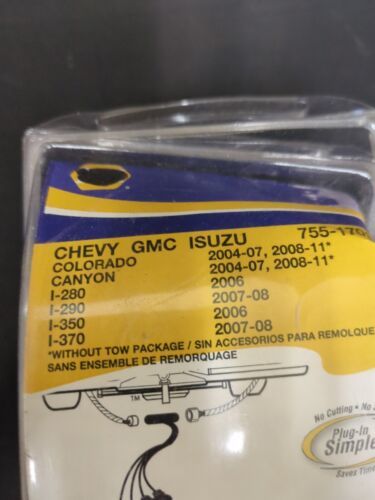 CHEVY GMC ISUZU
COLORADO 2004-07, 2008-11*
CANYON 2004-07, 2008-11*
I-280 2006
I-290 2007-08
I-350 2006
I-370 2007-08
*WITHOUT TOW PACKAGE / SIN ACCESORIOS PARA REMOLQUE
SANS ENSEMBLE DE REMORQUAGE
TM
No Cutting
Plug-In
Simple
Saves Time